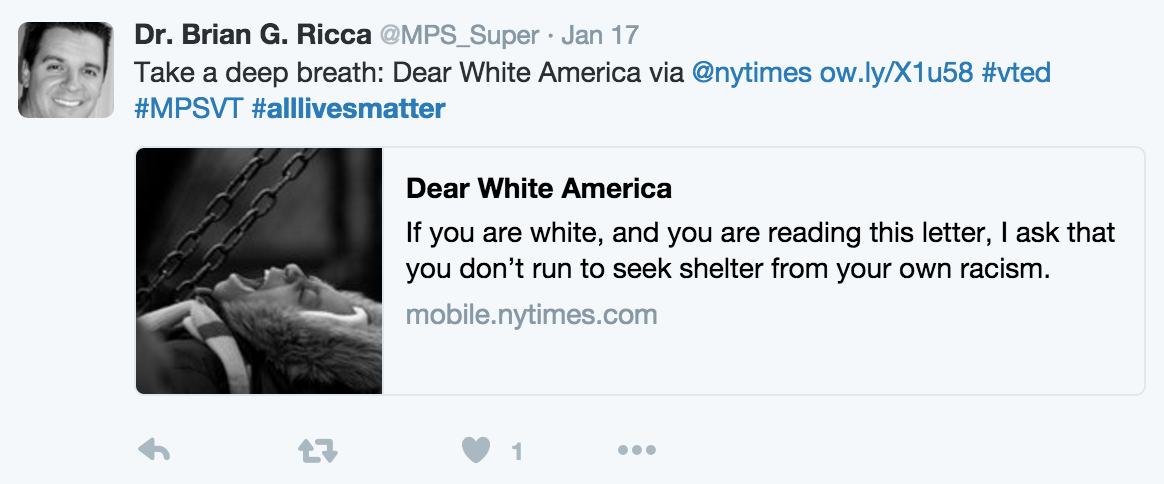 Dr. Brian G. Ricca @MPS_Super · Jan 17
Take a deep breath: Dear White America via @nytimes ow.ly/X1u58 #vted
#MPSVT #alllivesmatter
Dear White America
If you are white, and you are reading this letter, I ask that
you don’t run to seek shelter from your own racism.
mobile.nytimes.com
1